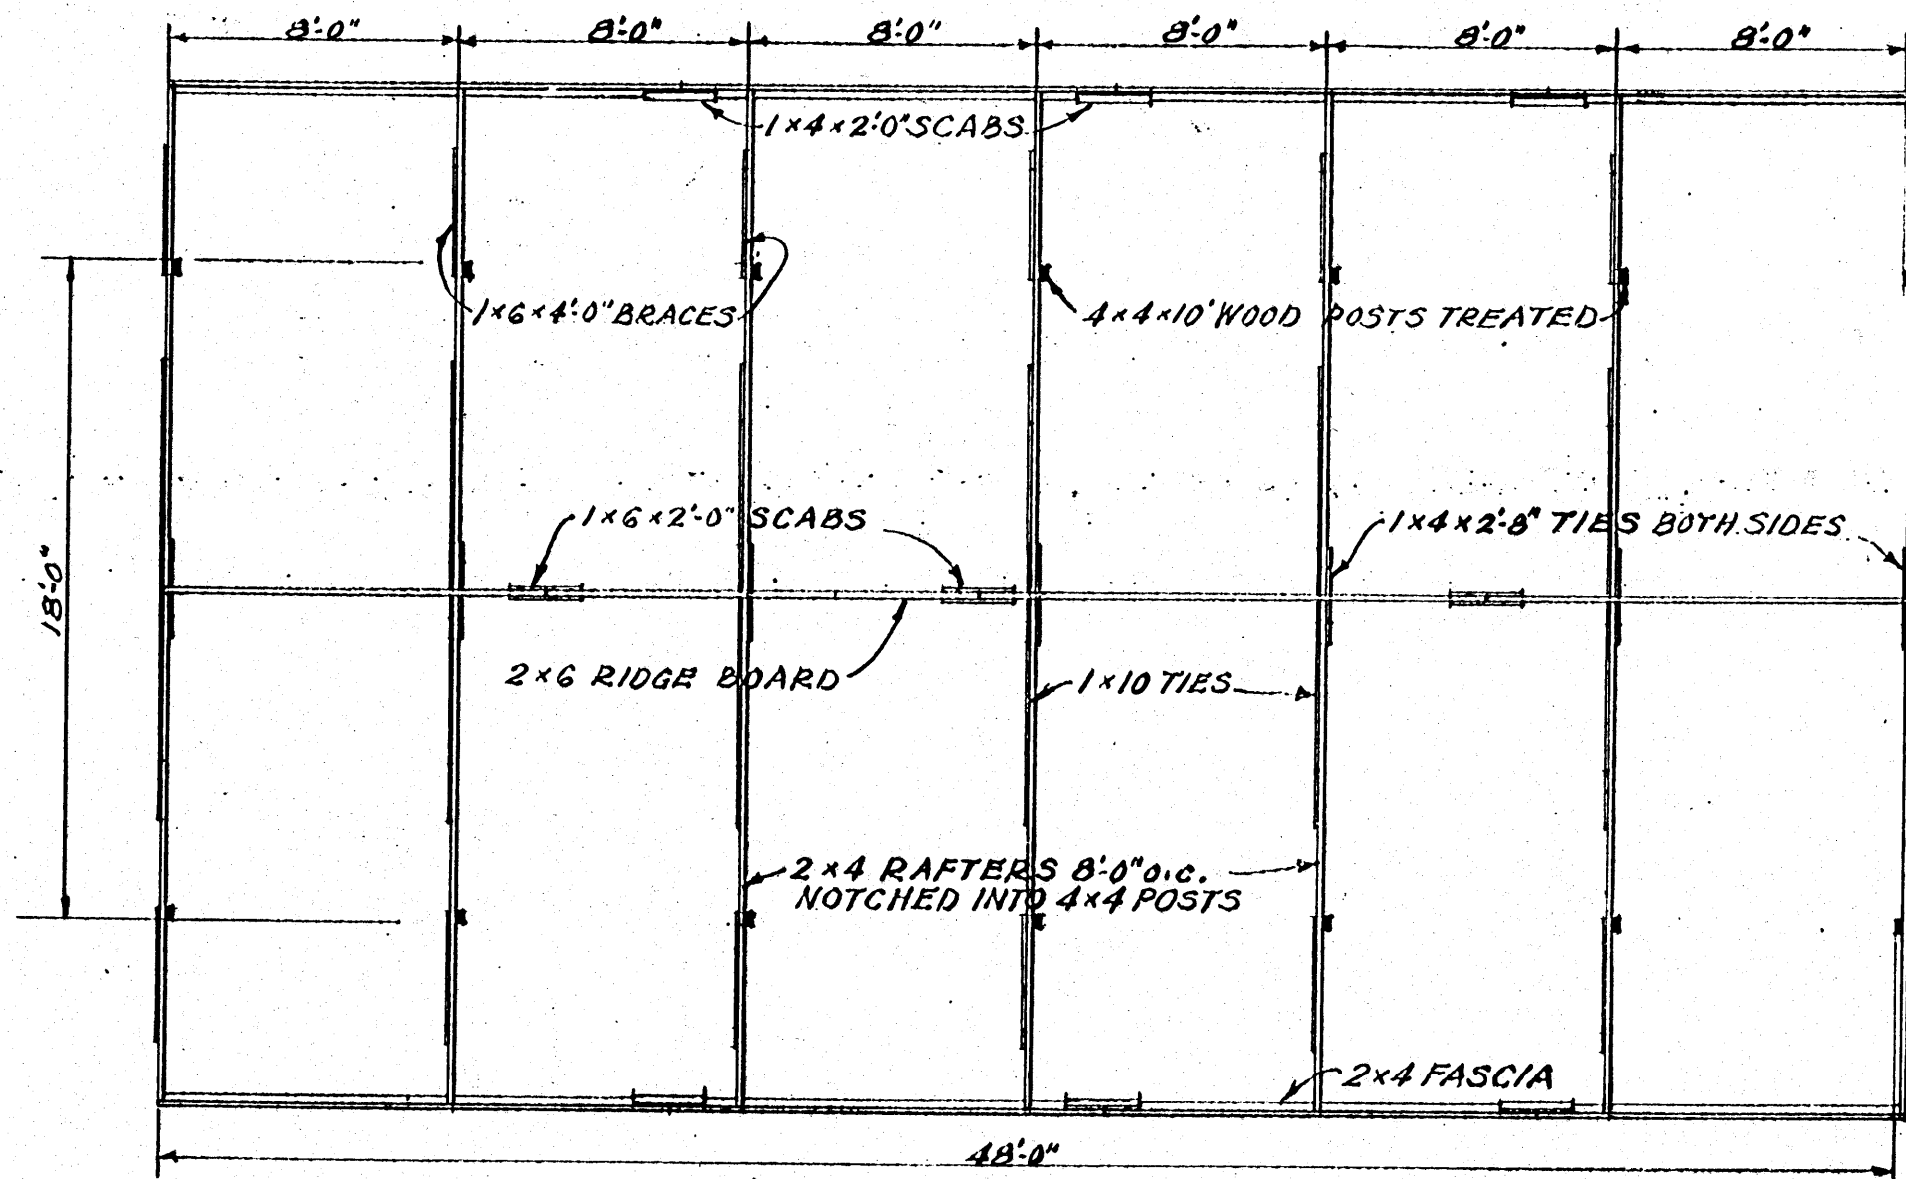 8'-0" 8'-0" 8'-0" 8'-0" 8'-0" 8'-0"
1×4×2'-0" SCABS
1×6×4'-0" BRACES
4×4×10' WOOD POSTS TREATED
18'-0"
1×6×2'-0" SCABS
1×4×2'-8" TIES BOTH SIDES
2×6 RIDGE BOARD
1×10 TIES
2×4 RAFTERS 8'-0" o.c.
NOTCHED INTO 4×4 POSTS
2×4 FASCIA
48'-0"